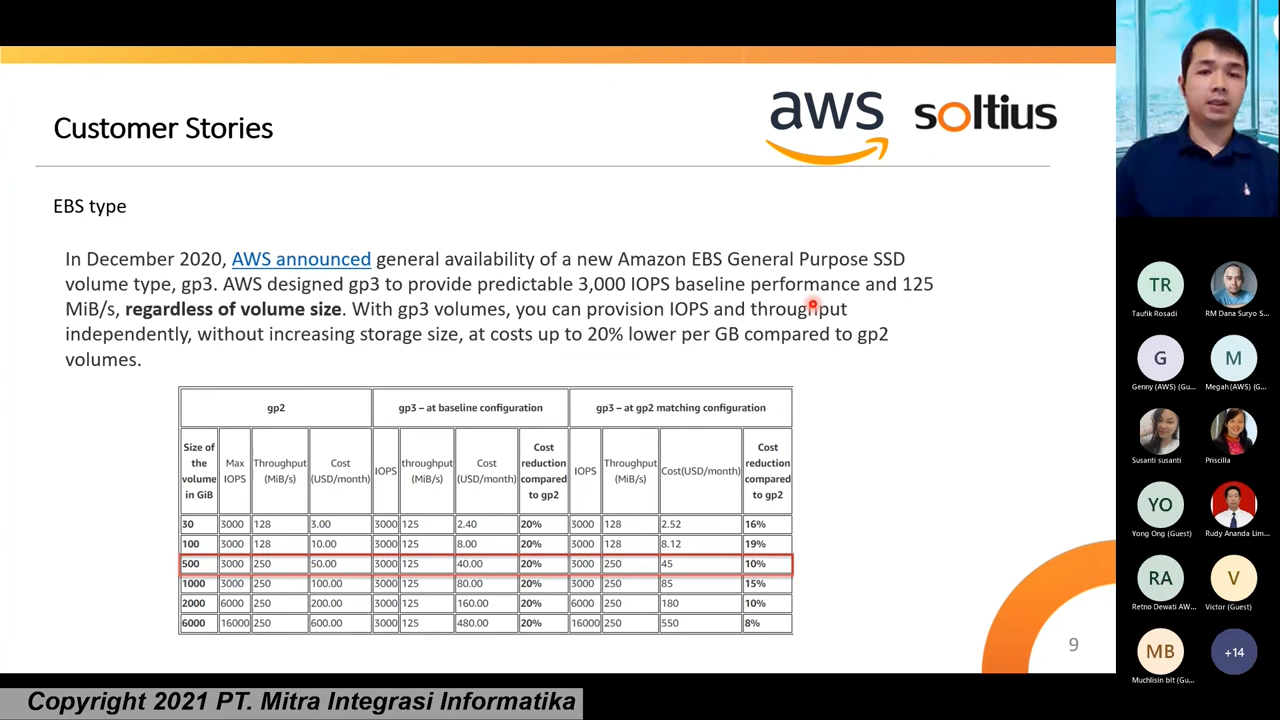 aws soltius
Customer Stories
EBS type
In December 2020, AWS announced general availability of a new Amazon EBS General Purpose SSD
volume type, gp3. AWS designed gp3 to provide predictable 3,000 IOPS baseline performance and 125
MiB/s, regardless of volume size. With gp3 volumes, you can provision IOPS and throughput
independently, without increasing storage size, at costs up to 20% lower per GB compared to gp2
volumes.
gp2 gp3 – at baseline configuration gp3 – at gp2 matching configuration
Size of the volume in GiB Max IOPS Throughput (MiB/s) Cost (USD/month) IOPS throughput (MiB/s) Cost (USD/month) Cost reduction compared to gp2 IOPS Throughput (MiB/s) Cost(USD/month) Cost reduction compared to gp2
30 3000 128 3.00 3000 125 2.40 20% 3000 128 2.52 16%
100 3000 128 10.00 3000 125 8.00 20% 3000 128 8.12 19%
500 3000 250 50.00 3000 125 40.00 20% 3000 250 45 10%
1000 3000 250 100.00 3000 125 80.00 20% 3000 250 85 15%
2000 6000 250 200.00 3000 125 160.00 20% 6000 250 180 10%
6000 16000 250 600.00 3000 125 480.00 20% 16000 250 550 8%
9
Copyright 2021 PT. Mitra Integrasi Informatika
TR
Taufik Rosadi
RM Dana Suryo S...
G
Genny (AWS) (Gu...
M
Megah (AWS) (G...
Susanti susanti
Priscilla
YO
Yong Ong (Guest)
Rudy Ananda Lim...
RA
Retno Dewati AW...
V
Victor (Guest)
MB
Muchlisin blt (Gu...
+14